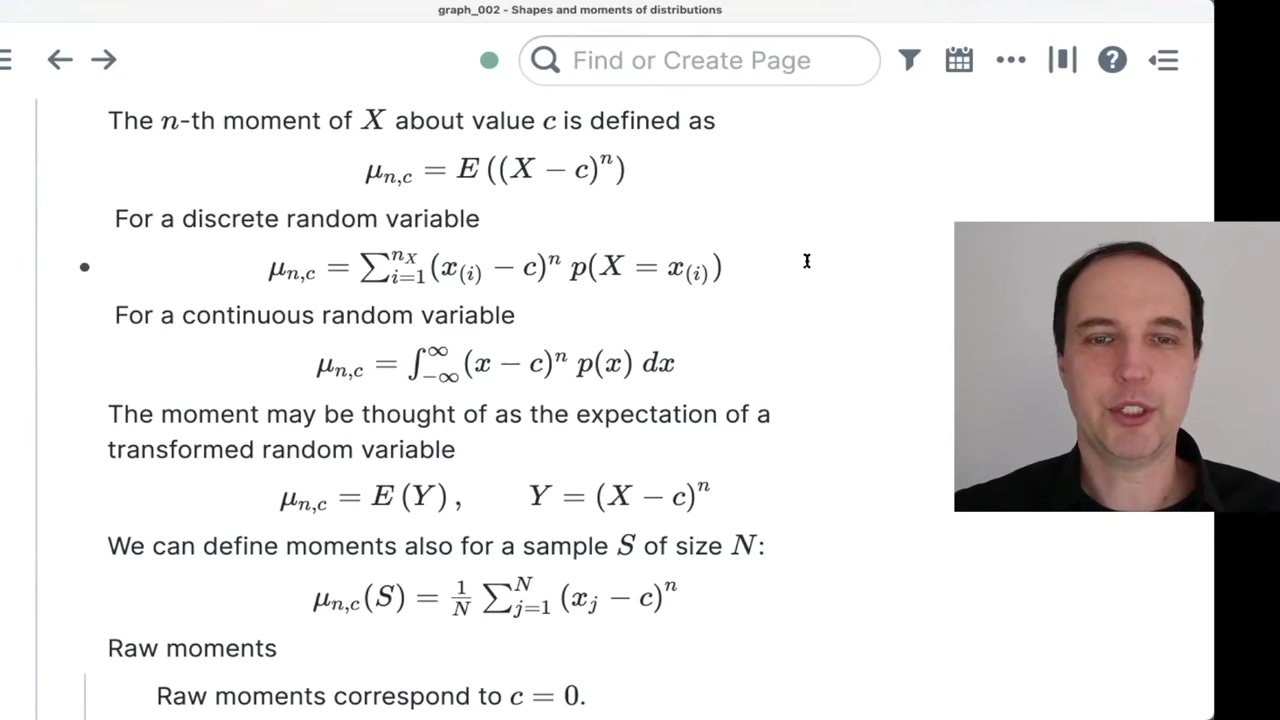 graph_002 - Shapes and moments of distributions
Find or Create Page
The n-th moment of X about value c is defined as
μ_{n,c} = E ((X − c)^n)
For a discrete random variable
μ_{n,c} = ∑_{i=1}^{n_X} (x_{(i)} − c)^n p(X = x_{(i)})
For a continuous random variable
μ_{n,c} = ∫_{−∞}^{∞} (x − c)^n p(x) dx
The moment may be thought of as the expectation of a
transformed random variable
μ_{n,c} = E (Y) , Y = (X − c)^n
We can define moments also for a sample S of size N:
μ_{n,c}(S) = \frac{1}{N} ∑_{j=1}^{N} (x_j − c)^n
Raw moments
Raw moments correspond to c = 0.